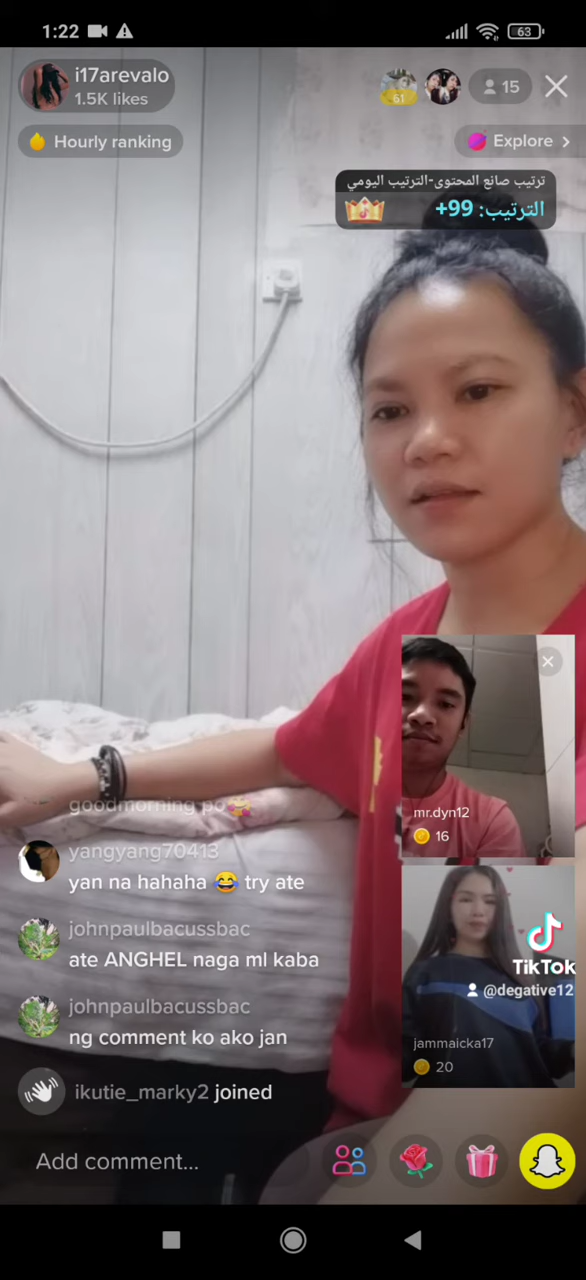 1:22
63
i17arevalo
1.5K likes
61
15
Hourly ranking
Explore >
ترتيب صانع المحتوى-الترتيب اليومي
الترتيب: 99+
goodmorning po🥰
yangyang70413
yan na hahaha 😂 try ate
johnpaulbacussbac
ate ANGHEL naga ml kaba
johnpaulbacussbac
ng comment ko ako jan
ikutie_marky2 joined
mr.dyn12
16
TikTok
@degative12
jammaicka17
20
Add comment...